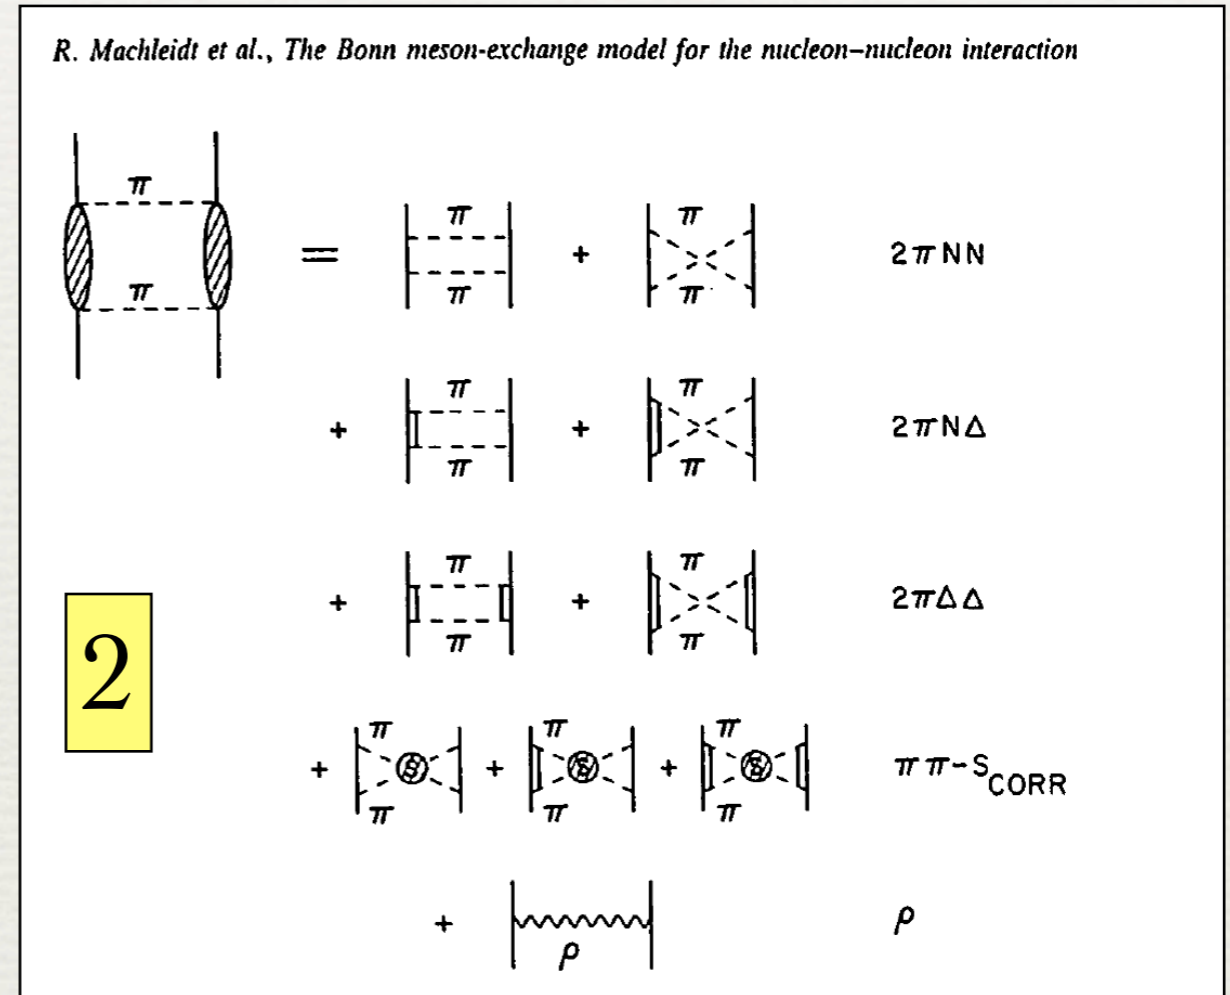 R. Machleidt et al., The Bonn meson-exchange model for the nucleon–nucleon interaction
π
π
=
π
π
+
π
π
2πNN
+
π
π
+
π
π
2πNΔ
+
π
π
+
π
π
2πΔΔ
2
+
π
π
S
+
π
π
S
+
π
π
S
ππ-S_CORR
+
ρ
ρ